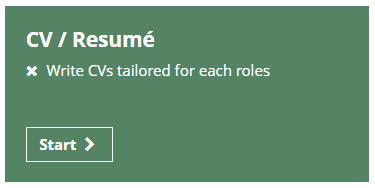 CV / Resumé
Write CVs tailored for each roles
Start